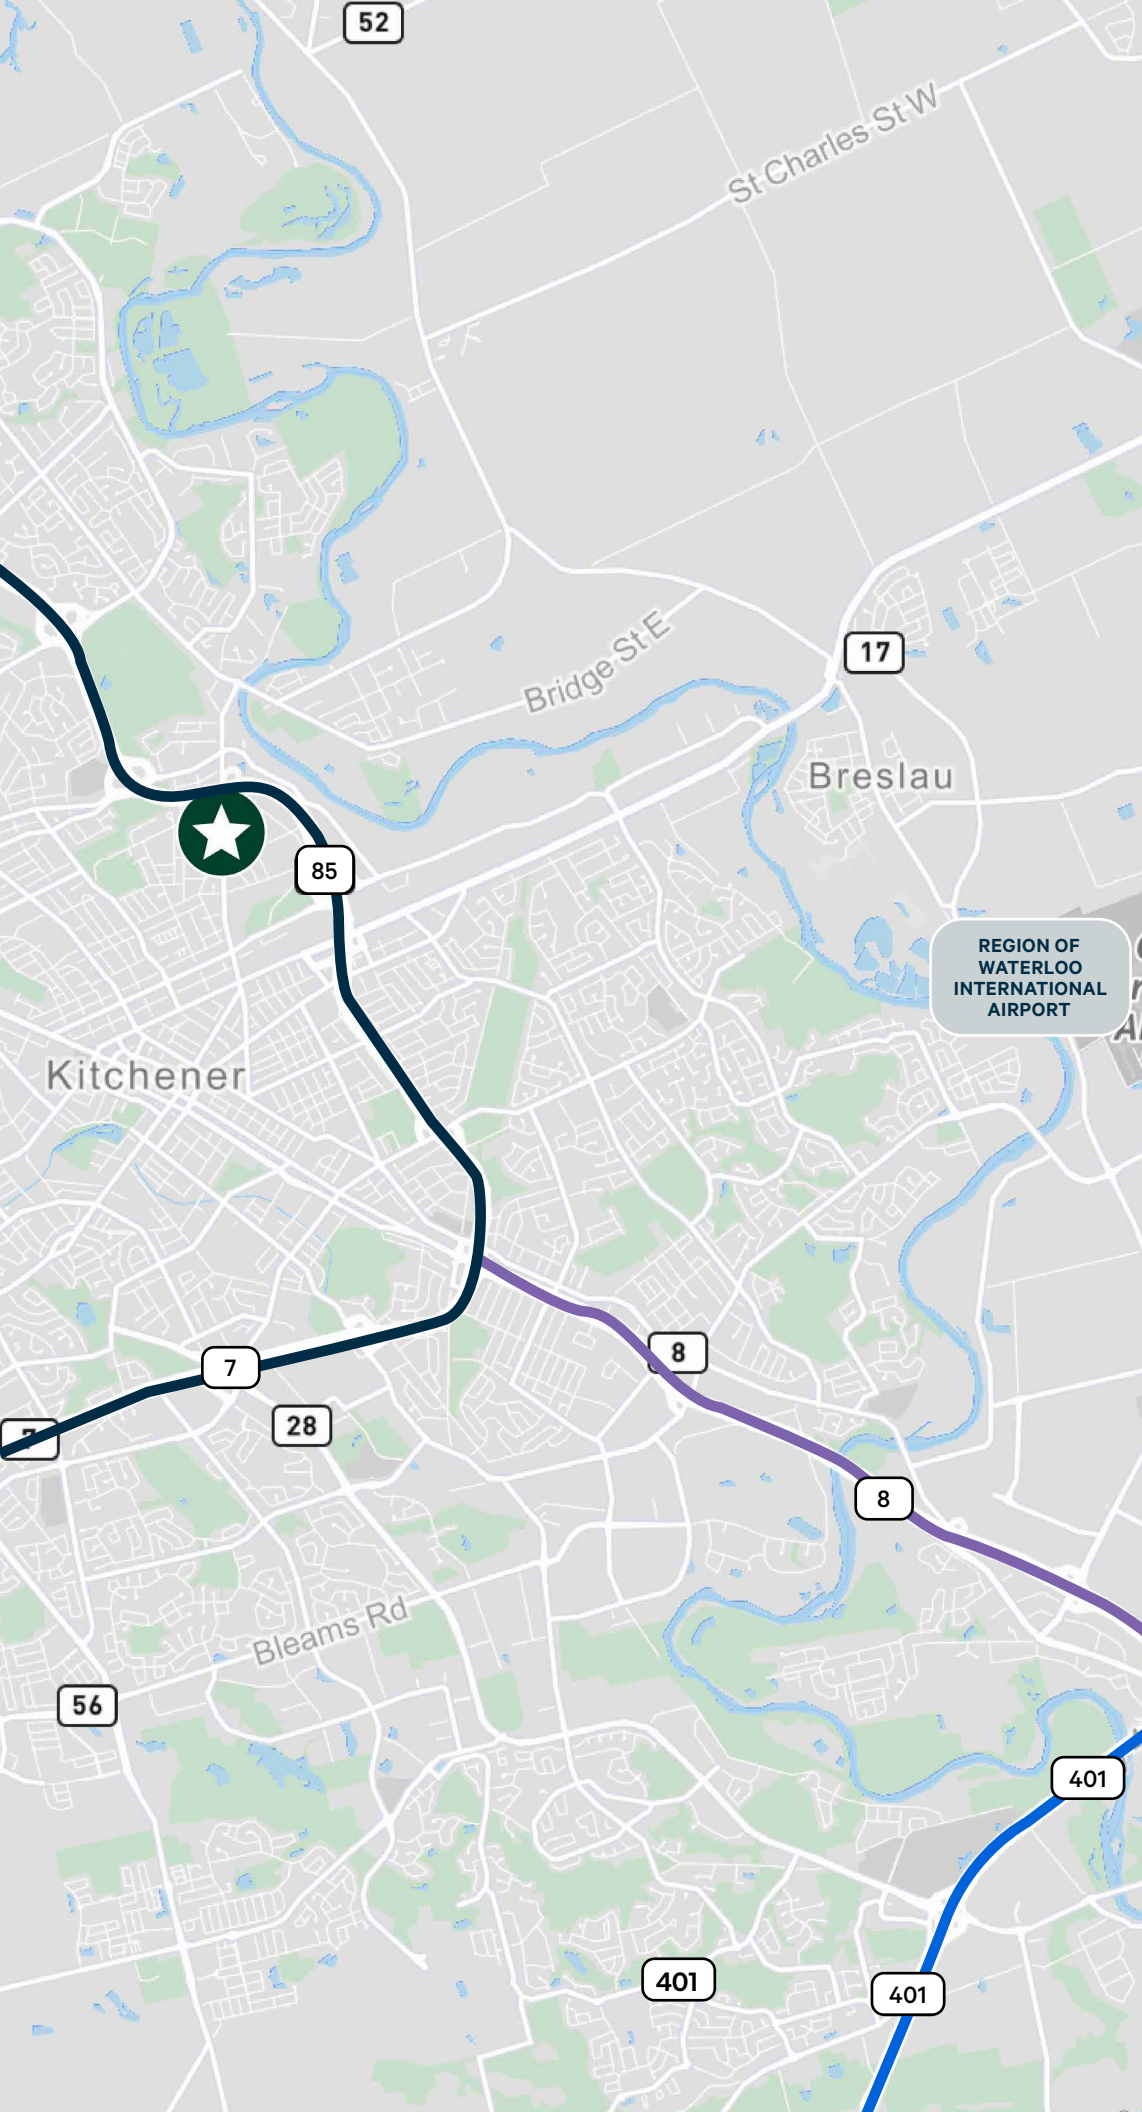 52
St Charles St W
17
Bridge St E
Breslau
85
REGION OF
WATERLOO
INTERNATIONAL
AIRPORT
Kitchener
8
7
28
7
8
Bleams Rd
56
401
401
401